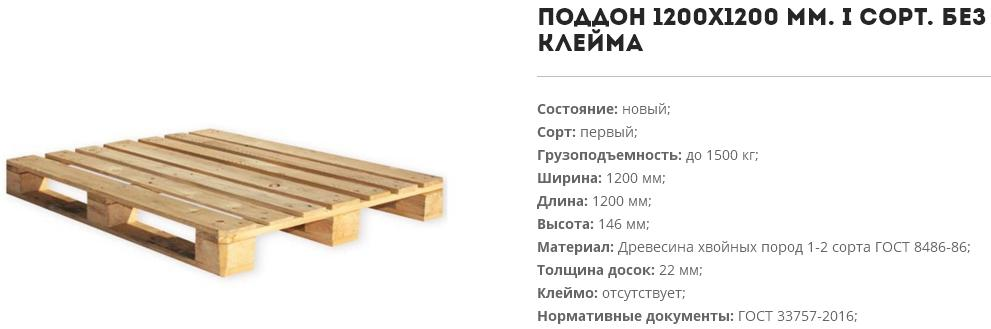 ПОДДОН 1200Х1200 ММ. I СОРТ. БЕЗ
КЛЕЙМА
Состояние: новый;
Сорт: первый;
Грузоподъемность: до 1500 кг;
Ширина: 1200 мм;
Длина: 1200 мм;
Высота: 146 мм;
Материал: Древесина хвойных пород 1-2 сорта ГОСТ 8486-86;
Толщина досок: 22 мм;
Клеймо: отсутствует;
Нормативные документы: ГОСТ 33757-2016;